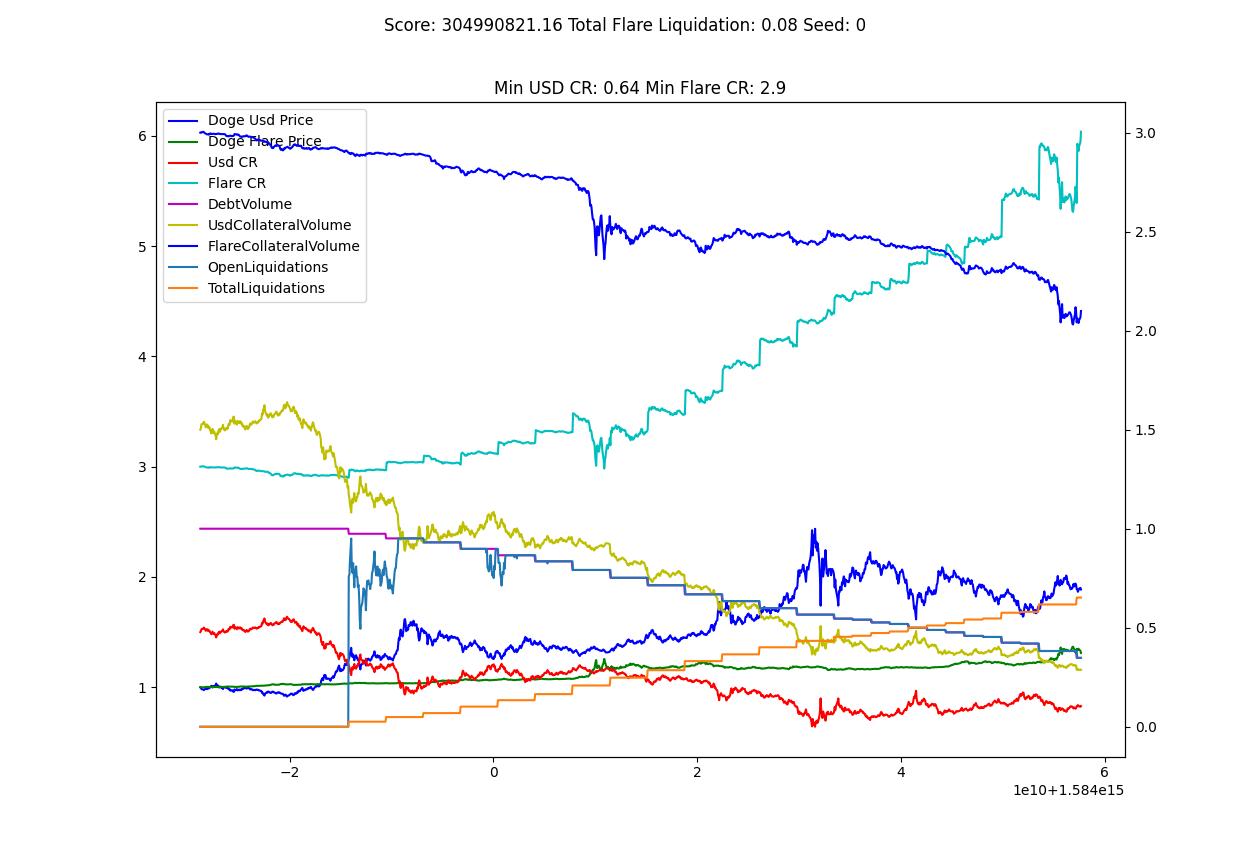 Score: 304990821.16 Total Flare Liquidation: 0.08 Seed: 0
Min USD CR: 0.64 Min Flare CR: 2.9
Doge Usd Price
Doge Flare Price
Usd CR
Flare CR
DebtVolume
UsdCollateralVolume
FlareCollateralVolume
OpenLiquidations
TotalLiquidations
6
5
4
3
2
1
3.0
2.5
2.0
1.5
1.0
0.5
0.0
−2
0
2
4
6
1e10+1.584e15